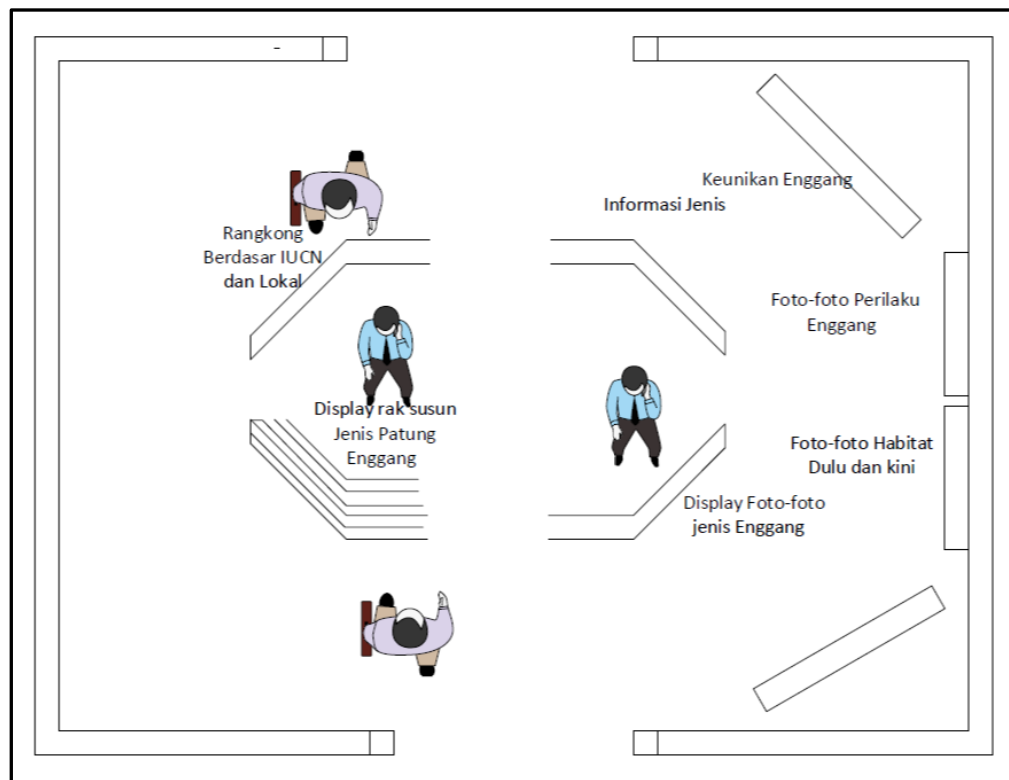 Keunikan Enggang
Informasi Jenis
Rangkong
Berdasar IUCN
dan Lokal
Foto-foto Perilaku
Enggang
Display rak susun
Jenis Patung
Enggang
Foto-foto Habitat
Dulu dan kini
Display Foto-foto
jenis Enggang